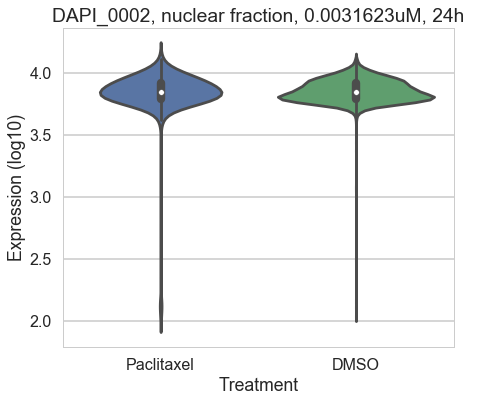 DAPI_0002, nuclear fraction, 0.0031623uM, 24h
Expression (log10)
4.0
3.5
3.0
2.5
2.0
Paclitaxel DMSO
Treatment